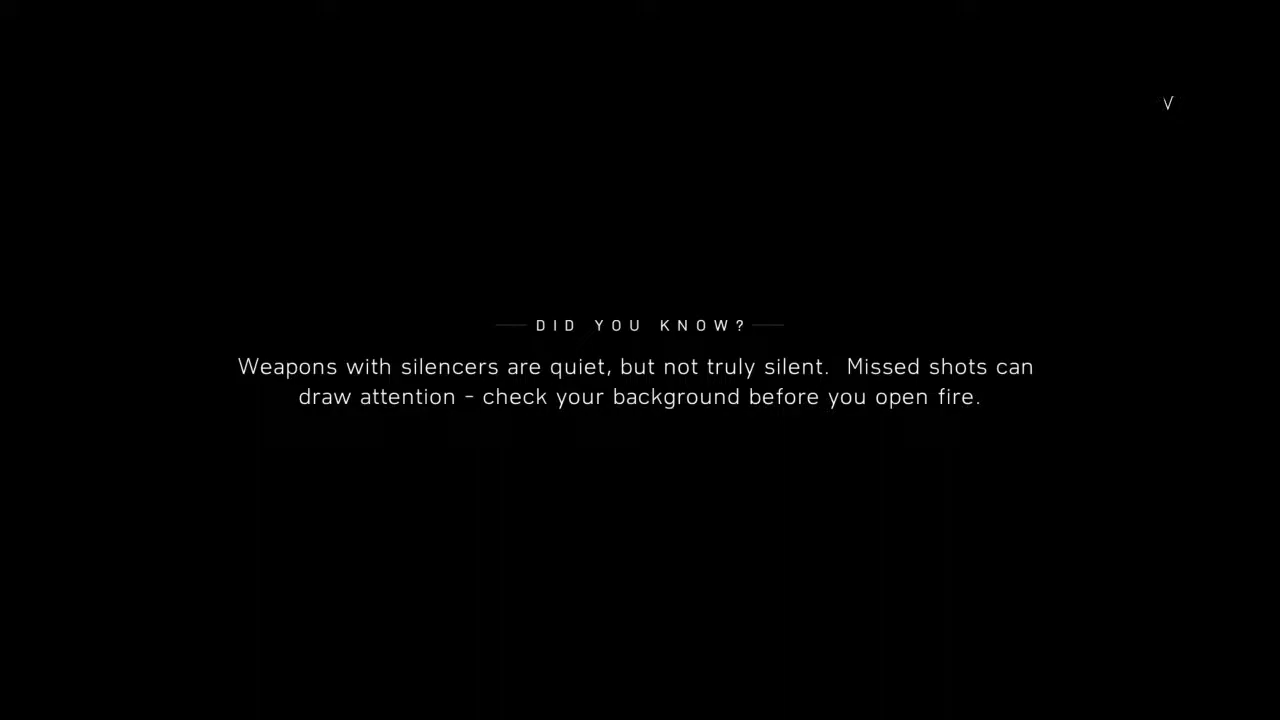 √
DID YOU KNOW?
Weapons with silencers are quiet, but not truly silent.  Missed shots can
draw attention - check your background before you open fire.